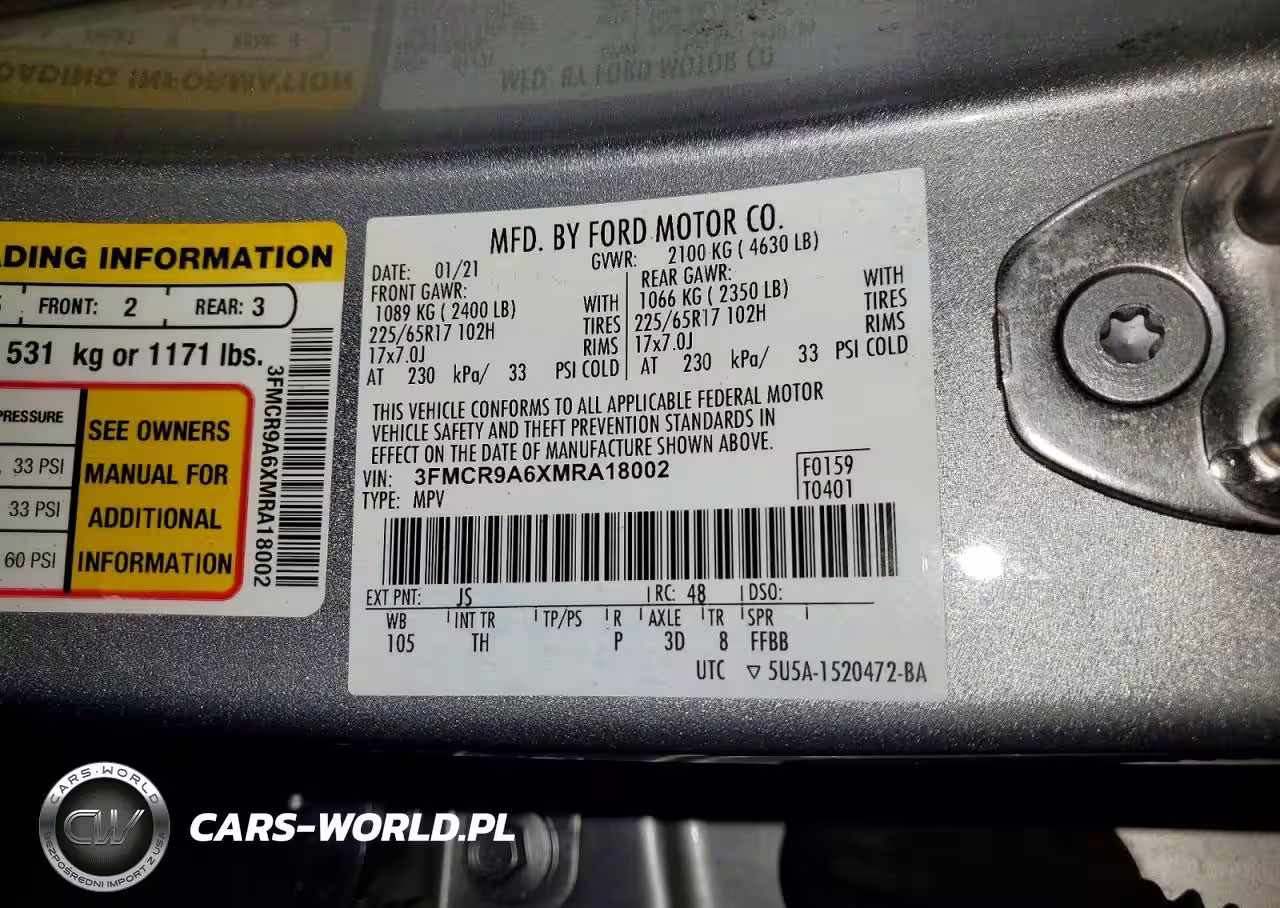 ADING INFORMATION
FRONT: 2 REAR: 3
531 kg or 1171 lbs.
PRESSURE
33 PSI
33 PSI
60 PSI
SEE OWNERS
MANUAL FOR
ADDITIONAL
INFORMATION
3FMCR9A6XMRA18002
MFD. BY FORD MOTOR CO.
DATE: 01/21 GVWR: 2100 KG ( 4630 LB)
FRONT GAWR: REAR GAWR:
1089 KG ( 2400 LB) WITH 1066 KG ( 2350 LB) WITH
225/65R17 102H TIRES 225/65R17 102H TIRES
17x7.0J RIMS 17x7.0J RIMS
AT 230 kPa/ 33 PSI COLD AT 230 kPa/ 33 PSI COLD
THIS VEHICLE CONFORMS TO ALL APPLICABLE FEDERAL MOTOR
VEHICLE SAFETY AND THEFT PREVENTION STANDARDS IN
EFFECT ON THE DATE OF MANUFACTURE SHOWN ABOVE.
VIN: 3FMCR9A6XMRA18002 F0159
TYPE: MPV T0401
EXT PNT: JS RC: 48 DSO:
WB INT TR TP/PS R AXLE TR SPR
105 TH P 3D 8 FFBB
UTC ▽ 5U5A-1520472-BA
CARS-WORLD
CW
BEZPOŚREDNI IMPORT Z USA
CARS-WORLD.PL